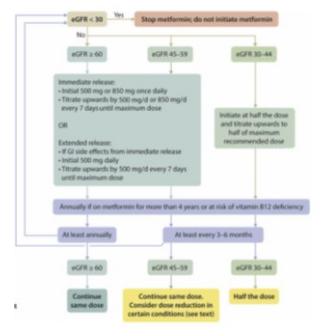 eGFR < 30
Yes
Stop metformin; do not initiate metformin
No
eGFR ≥ 60
eGFR 45–59
eGFR 30–44
Immediate release:
• Initial 500 mg or 850 mg once daily
• Titrate upwards by 500 mg/d or 850 mg/d
every 7 days until maximum dose
OR
Extended release:
• If GI side effects from immediate release
• Initial 500 mg daily
• Titrate upwards by 500 mg/d every 7 days
until maximum dose
Initiate at half the dose
and titrate upwards to
half of maximum
recommended dose
Annually if on metformin for more than 4 years or at risk of vitamin B12 deficiency
At least annually
At least every 3–6 months
eGFR ≥ 60
eGFR 45–59
eGFR 30–44
Continue
same dose
Continue same dose.
Consider dose reduction in
certain conditions (see text)
Half the dose